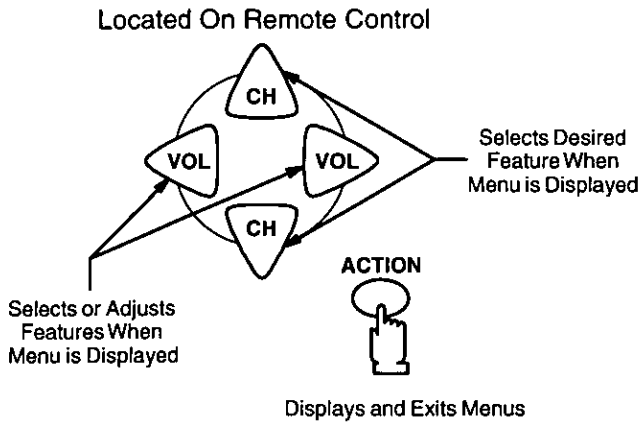 Located On Remote Control
CH
VOL
VOL
CH
Selects Desired
Feature When
Menu is Displayed
ACTION
Selects or Adjusts
Features When
Menu is Displayed
Displays and Exits Menus